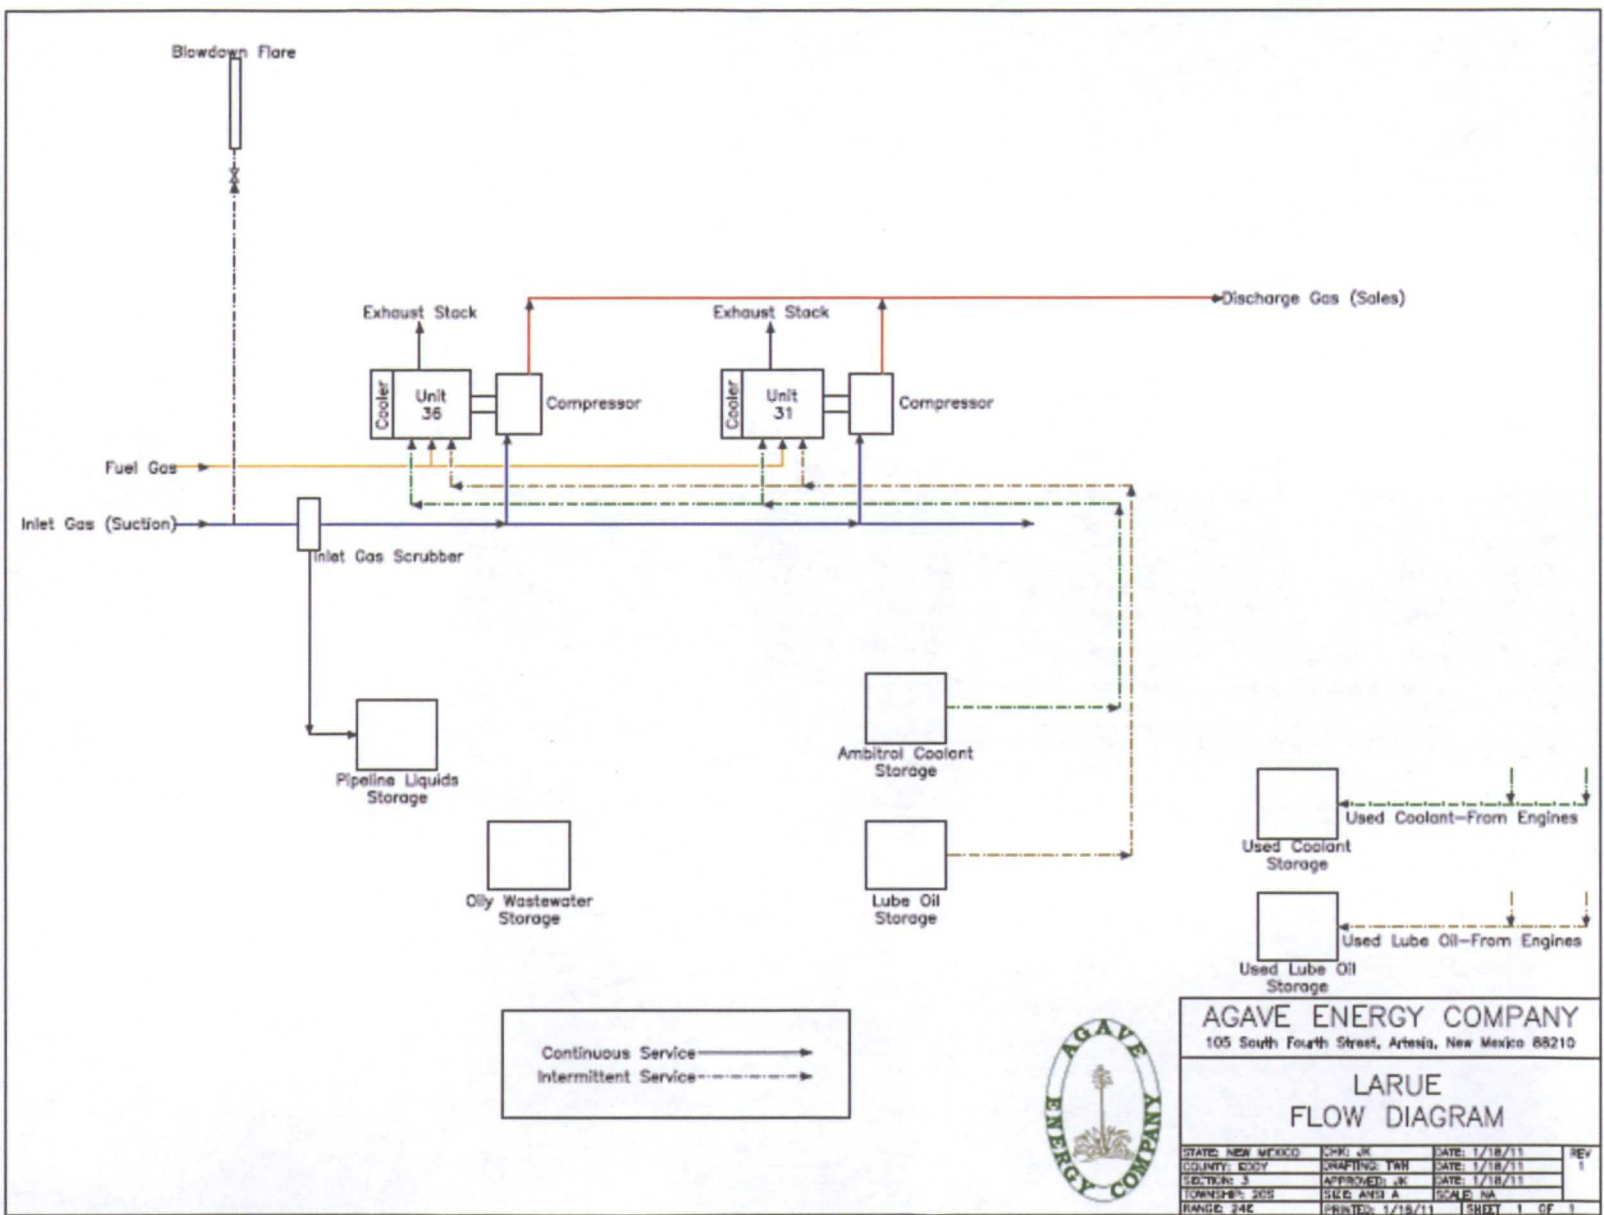 Blowdown Flare
Exhaust Stack
Exhaust Stack
Discharge Gas (Sales)
Cooler
Unit
36
Compressor
Cooler
Unit
31
Compressor
Fuel Gas
Inlet Gas (Suction)
Inlet Gas Scrubber
Pipeline Liquids
Storage
Ambitrol Coolant
Storage
Oily Wastewater
Storage
Lube Oil
Storage
Used Coolant-From Engines
Used Coolant
Storage
Used Lube Oil-From Engines
Used Lube Oil
Storage
Continuous Service
Intermittent Service
AGAVE
ENERGY COMPANY
AGAVE ENERGY COMPANY
105 South Fourth Street, Artesia, New Mexico 88210
LARUE
FLOW DIAGRAM
STATE: NEW MEXICO CHK: JK DATE: 1/18/11 REV
COUNTY: EDDY DRAFTING: TWH DATE: 1/18/11 1
SECTION: 3 APPROVED: JK DATE: 1/18/11
TOWNSHIP: 20S SIZE: ANSI A SCALE: NA
RANGE: 24E PRINTED: 1/18/11 SHEET 1 OF 1